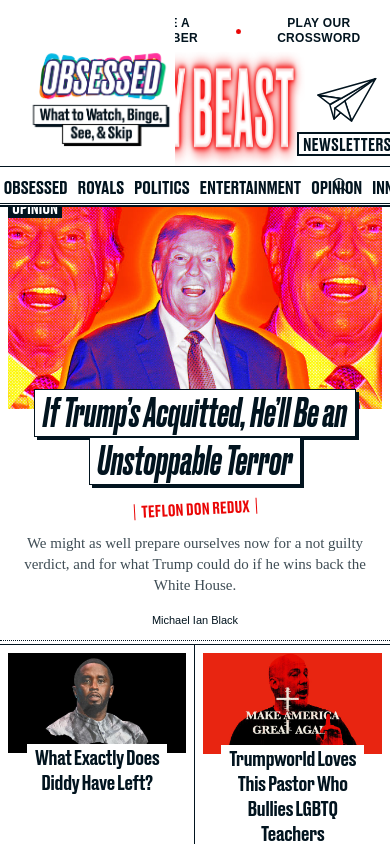 PLAY OUR
CROSSWORD
OBSESSED
What to Watch, Binge,
See, & Skip
BEAST
NEWSLETTERS
OBSESSED ROYALS POLITICS ENTERTAINMENT OPINION
OPINION
If Trump's Acquitted, He'll Be an
Unstoppable Terror
TEFLON DON REDUX
We might as well prepare ourselves now for a not guilty
verdict, and for what Trump could do if he wins back the
White House.
Michael Ian Black
What Exactly Does
Diddy Have Left?
MAKE AMERICA
GREAT AGAI
Trumpworld Loves
This Pastor Who
Bullies LGBTQ
Teachers